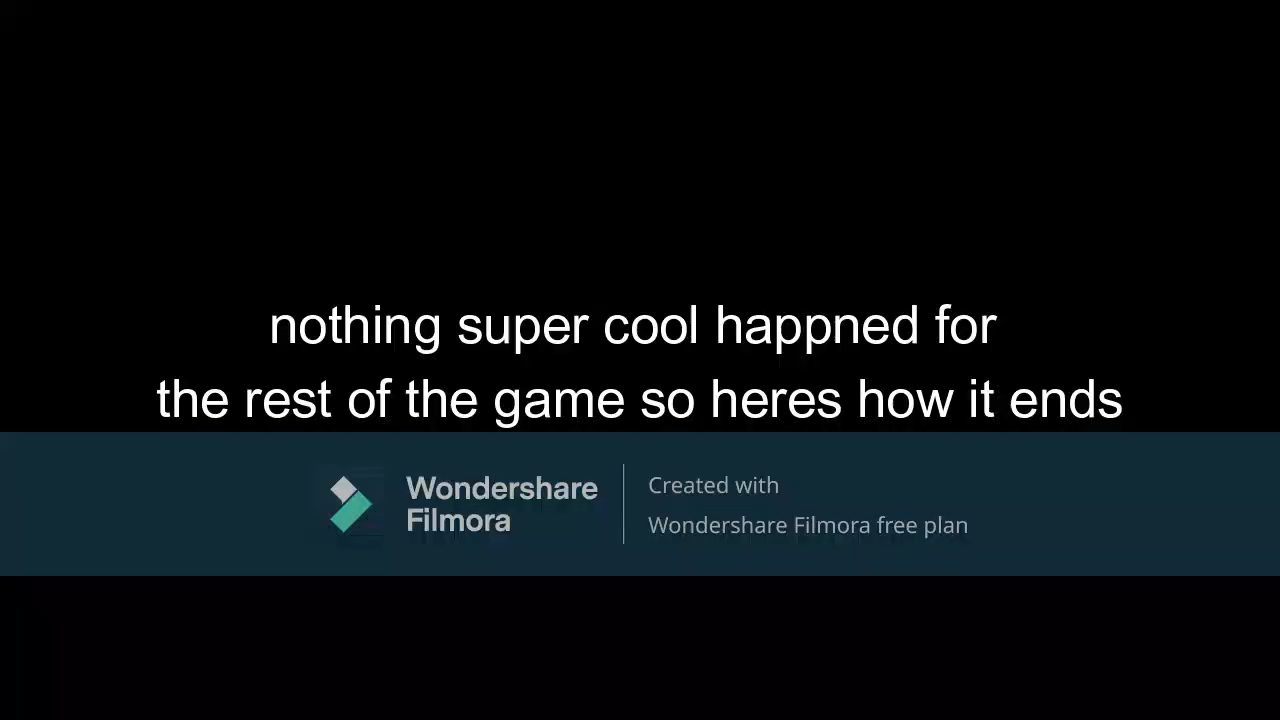 nothing super cool happned for
the rest of the game so heres how it ends
Wondershare
Filmora
Created with
Wondershare Filmora free plan